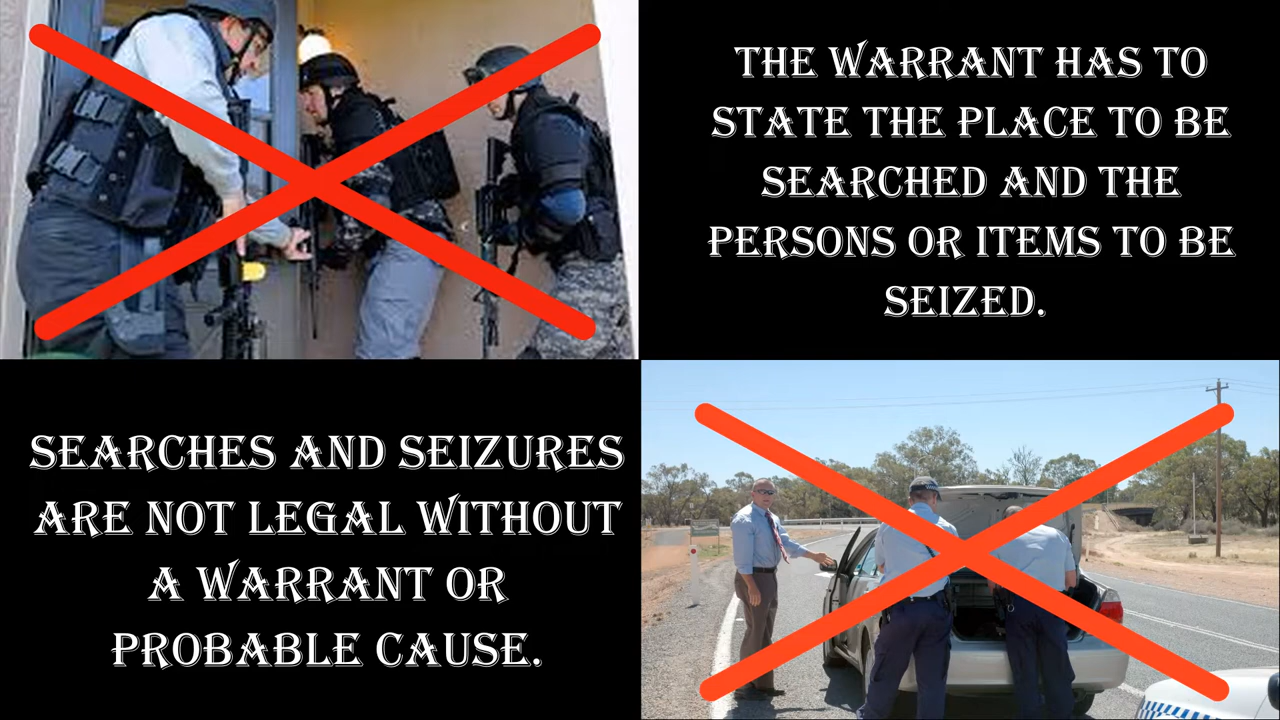 THE WARRANT HAS TO
STATE THE PLACE TO BE
SEARCHED AND THE
PERSONS OR ITEMS TO BE
SEIZED.
SEARCHES AND SEIZURES
ARE NOT LEGAL WITHOUT
A WARRANT OR
PROBABLE CAUSE.